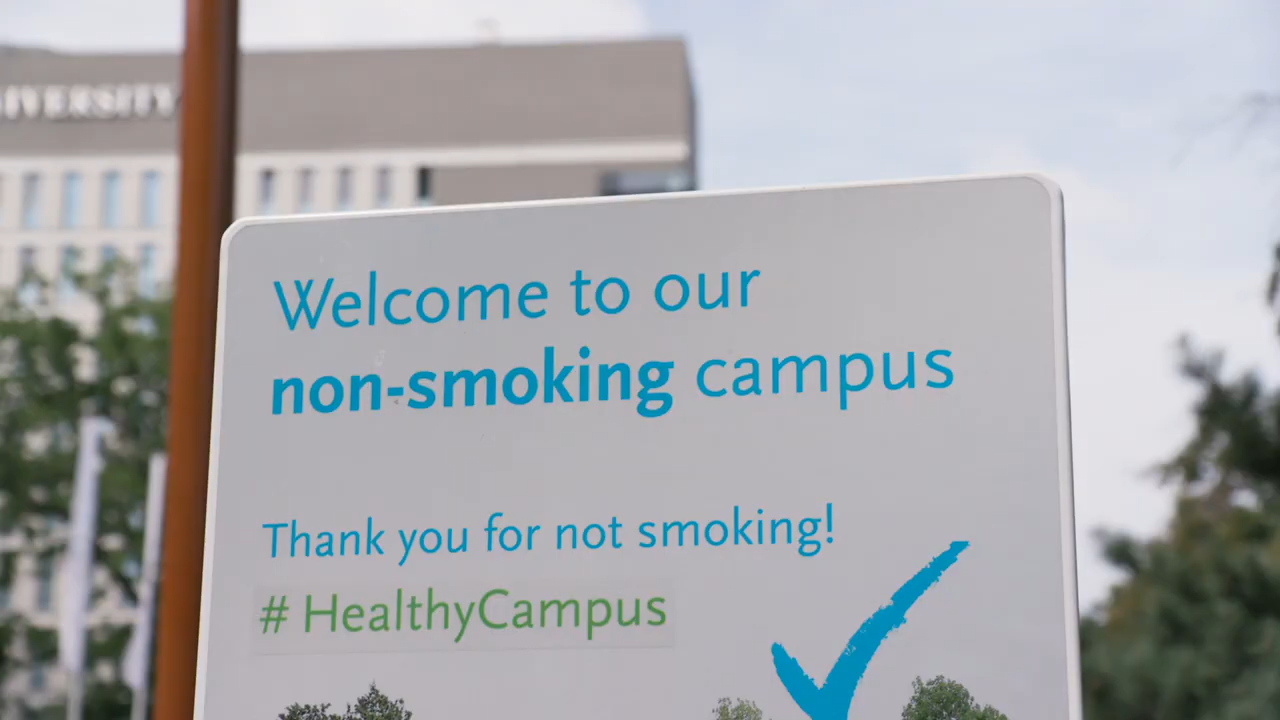 IVERSITY
Welcome to our
non-smoking campus
Thank you for not smoking!
# HealthyCampus